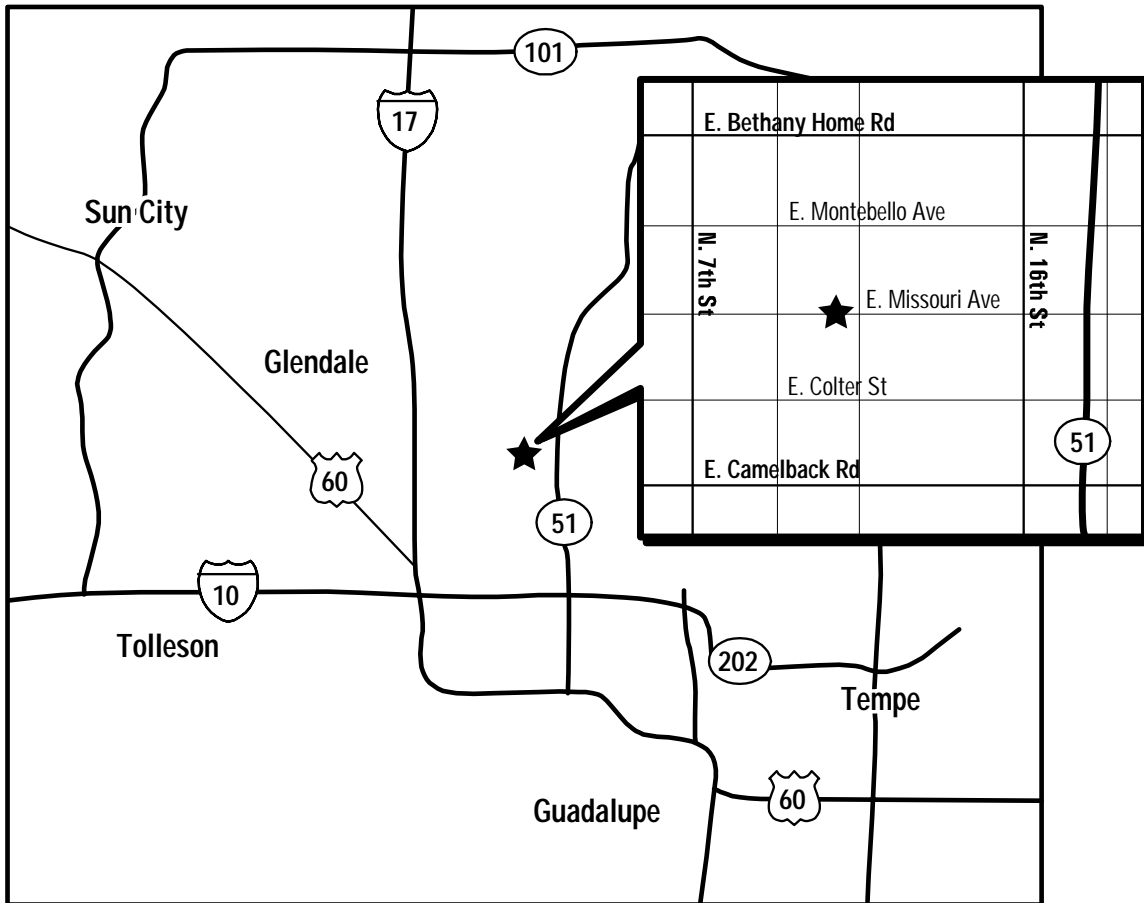 101
17
E. Bethany Home Rd
Sun City
E. Montebello Ave
N. 7th St
N. 16th St
E. Missouri Ave
Glendale
E. Colter St
51
E. Camelback Rd
60
51
10
Tolleson
202
Tempe
60
Guadalupe